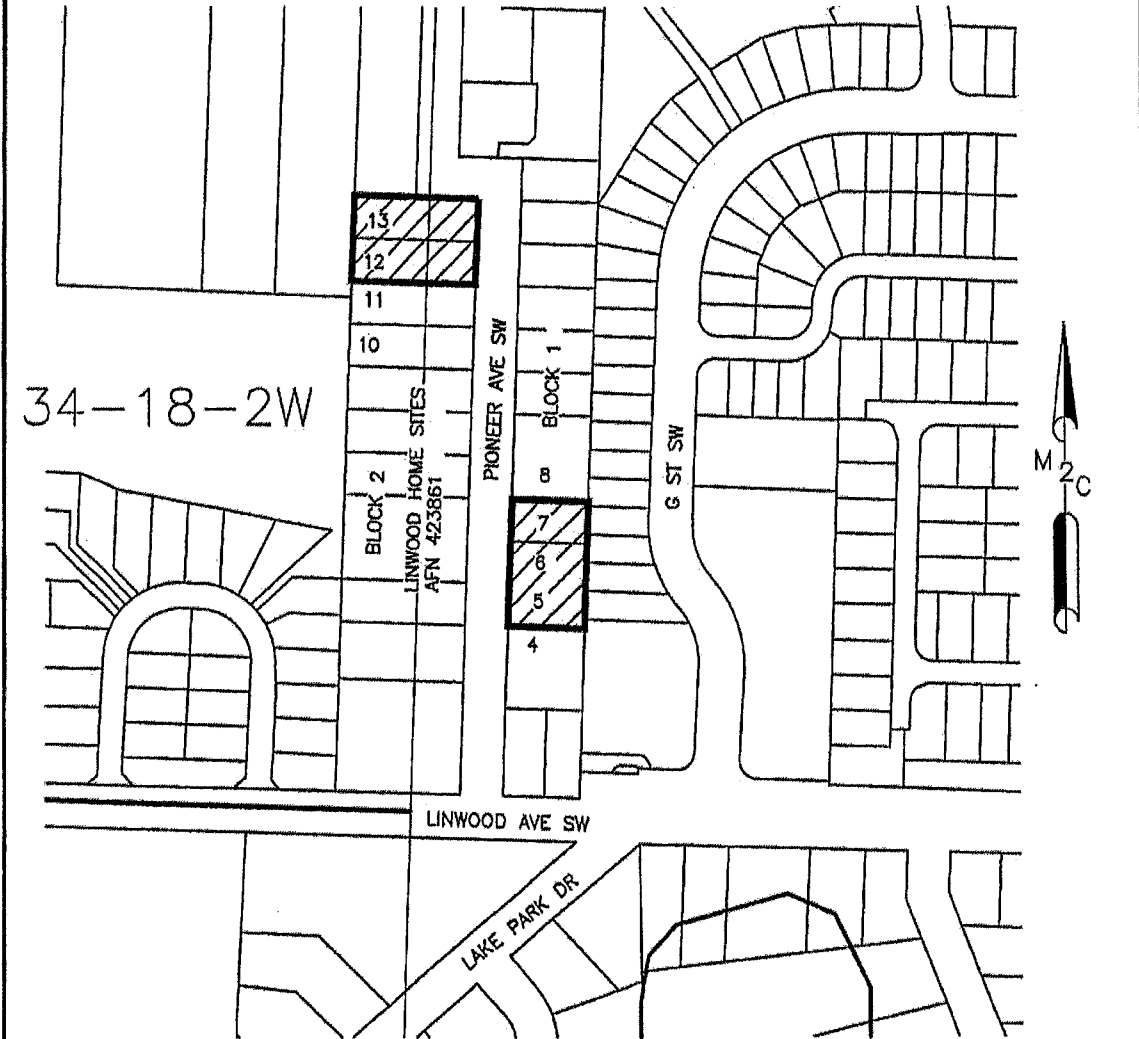 13
12
11
10
34-18-2W
PIONEER AVE SW
BLOCK 1
G ST SW
M2C
LINWOOD HOME SITES
AFN 423861
BLOCK 2
8
7
6
5
4
LINWOOD AVE SW
LAKE PARK DR